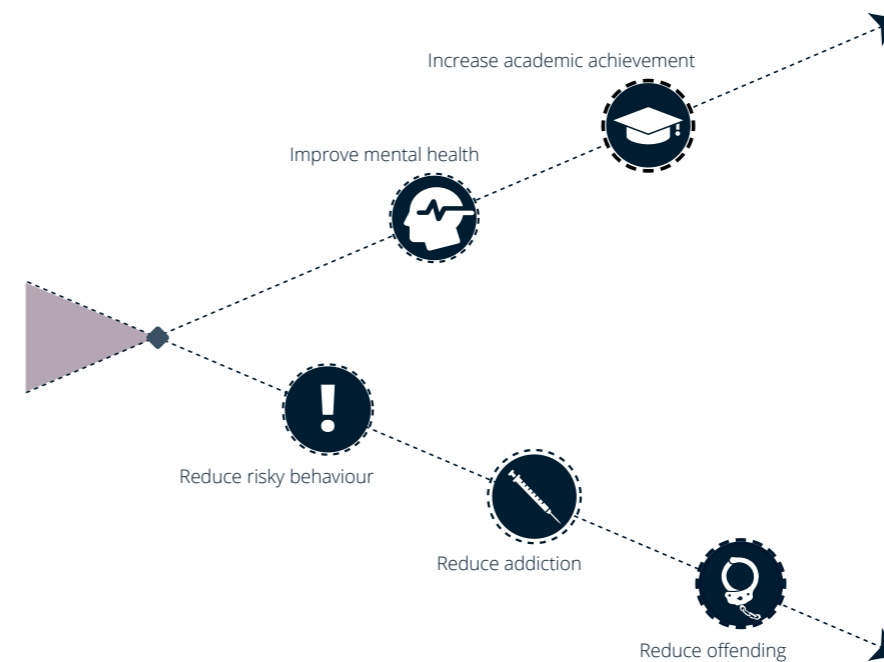 Increase academic achievement
Improve mental health
Reduce risky behaviour
Reduce addiction
Reduce offending